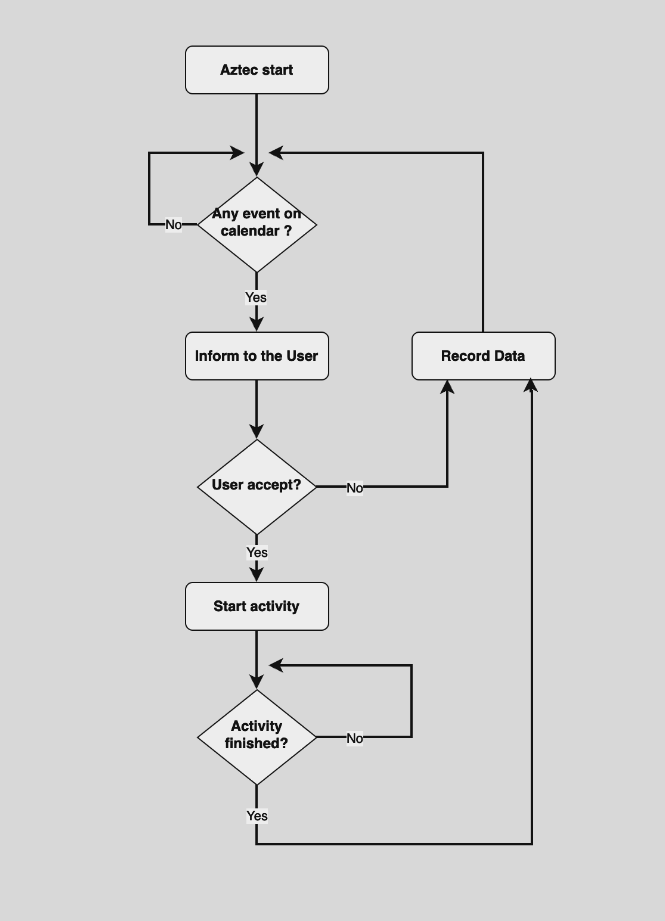 Aztec start
Any event on
calendar ?
No
Yes
Inform to the User
Record Data
User accept?
No
Yes
Start activity
Activity
finished?
No
Yes